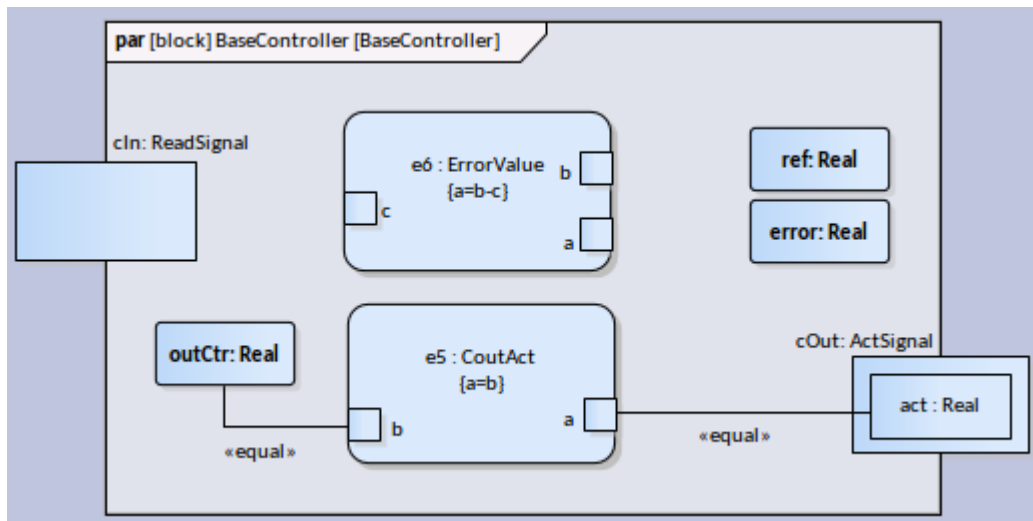 par [block] BaseController [BaseController]
cIn: ReadSignal
e6 : ErrorValue
{a=b-c}
b
c
a
ref: Real
error: Real
outCtr: Real
e5 : CoutAct
{a=b}
b
a
«equal»
«equal»
cOut: ActSignal
act : Real